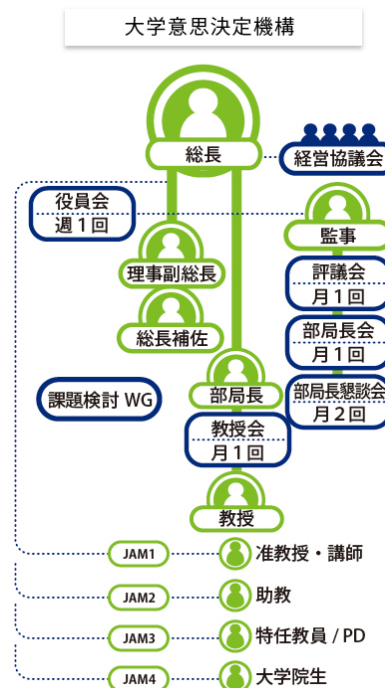 大学意思決定機構
総長
経営協議会
役員会
週1回
監事
理事副総長
評議会
月1回
総長補佐
部局長会
月1回
部局長
課題検討 WG
部局長懇談会
月2回
教授会
月1回
教授
JAM1 准教授・講師
JAM2 助教
JAM3 特任教員 / PD
JAM4 大学院生